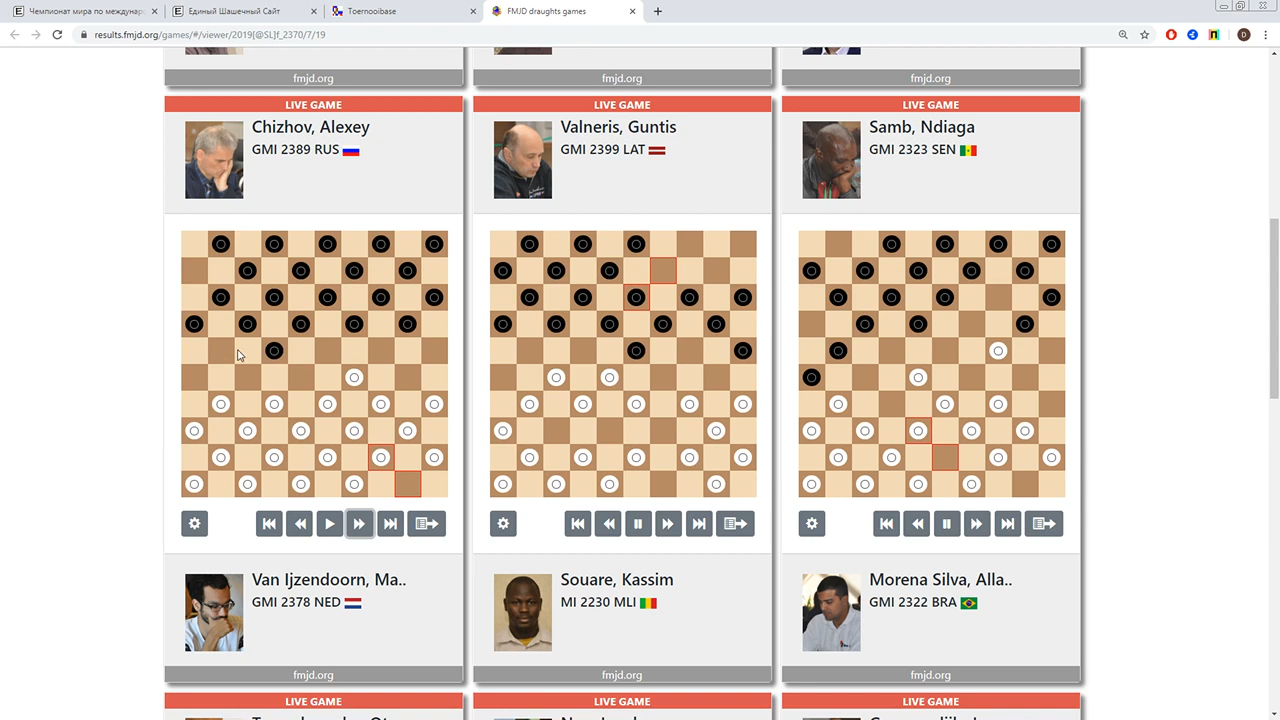 Чемпионат мира по междунаро
Единый Шашечный Сайт
Toernooibase
FMJD draughts games
results.fmjd.org/games/#/viewer/2019[@SL]f_2370/7/19
D
fmjd.org
fmjd.org
fmjd.org
LIVE GAME
LIVE GAME
LIVE GAME
Chizhov, Alexey
GMI 2389 RUS
Valneris, Guntis
GMI 2399 LAT
Samb, Ndiaga
GMI 2323 SEN
Van Ijzendoorn, Ma..
GMI 2378 NED
Souare, Kassim
MI 2230 MLI
Morena Silva, Alla..
GMI 2322 BRA
fmjd.org
fmjd.org
fmjd.org
LIVE GAME
LIVE GAME
LIVE GAME